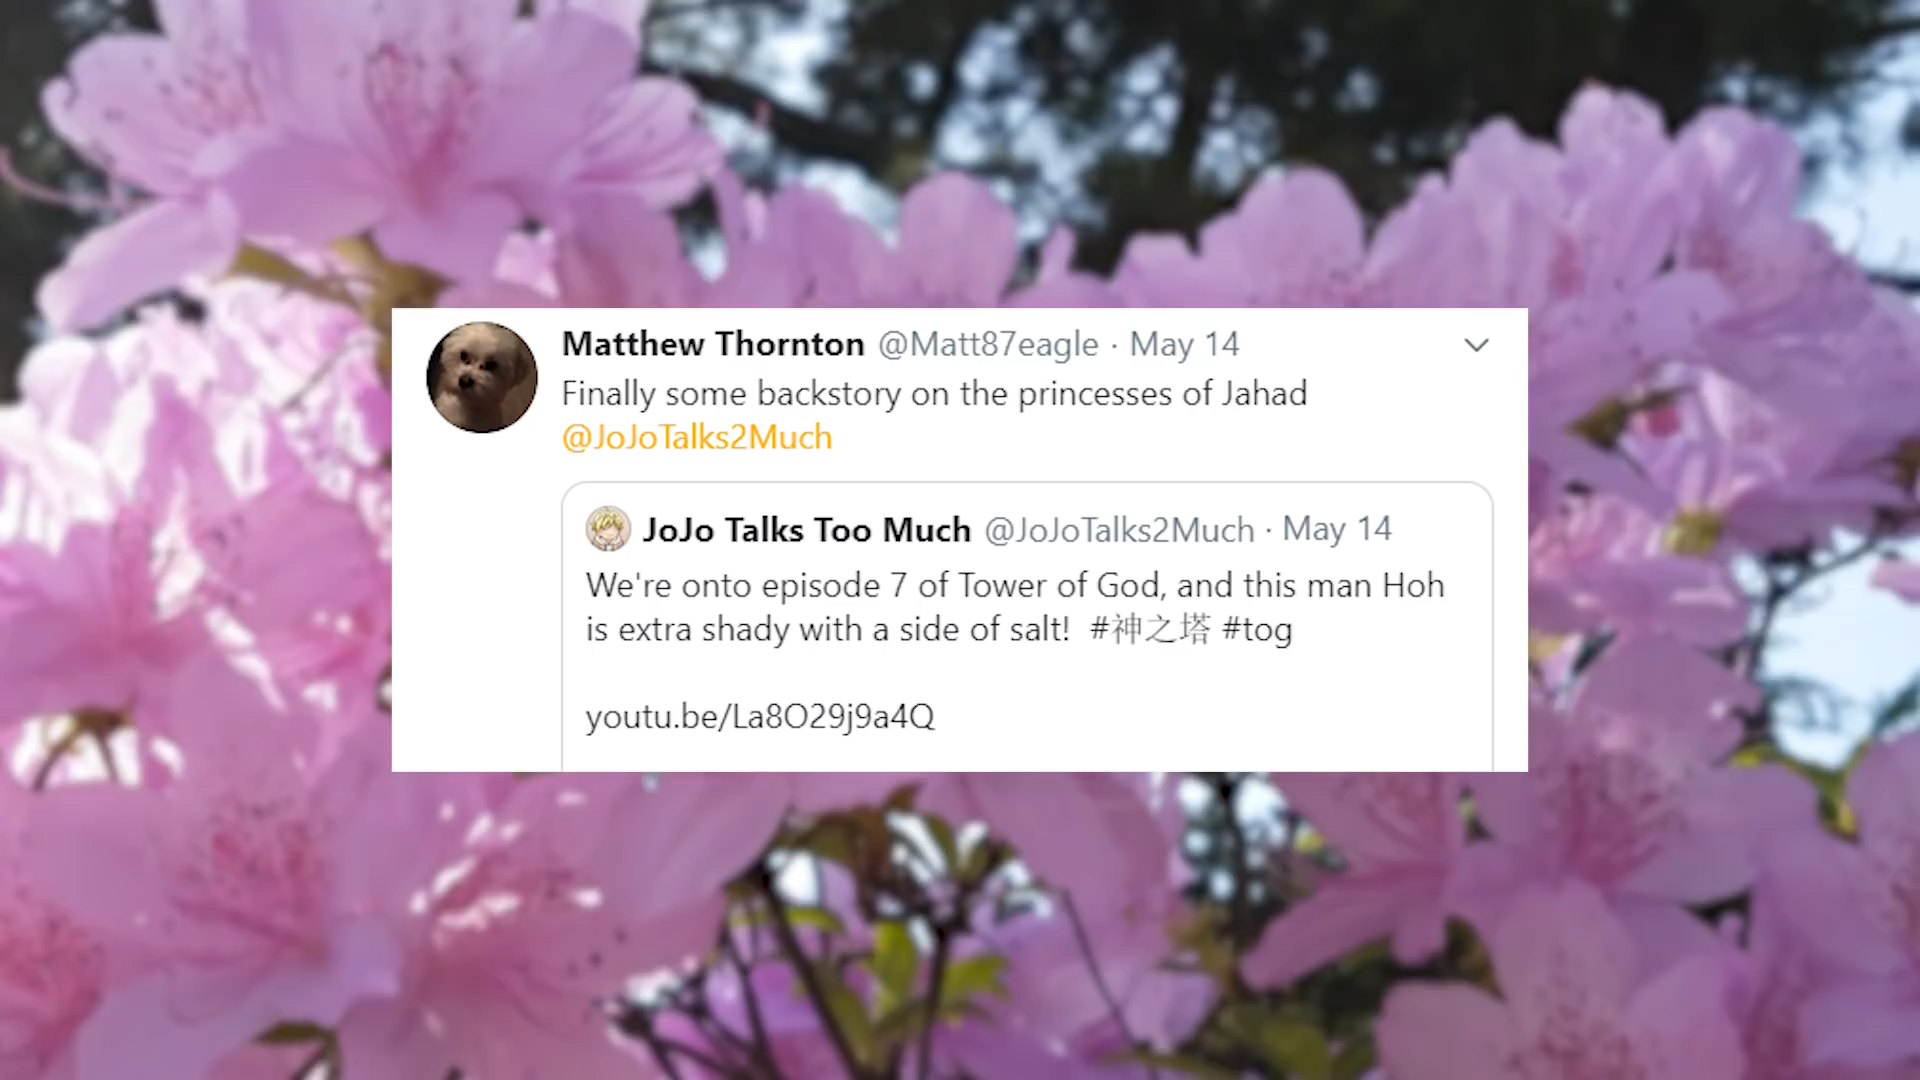 Matthew Thornton @Matt87eagle · May 14
Finally some backstory on the princesses of Jahad
@JoJoTalks2Much
JoJo Talks Too Much @JoJoTalks2Much · May 14
We're onto episode 7 of Tower of God, and this man Hoh
is extra shady with a side of salt! #神之塔 #tog
youtu.be/La8O29j9a4Q